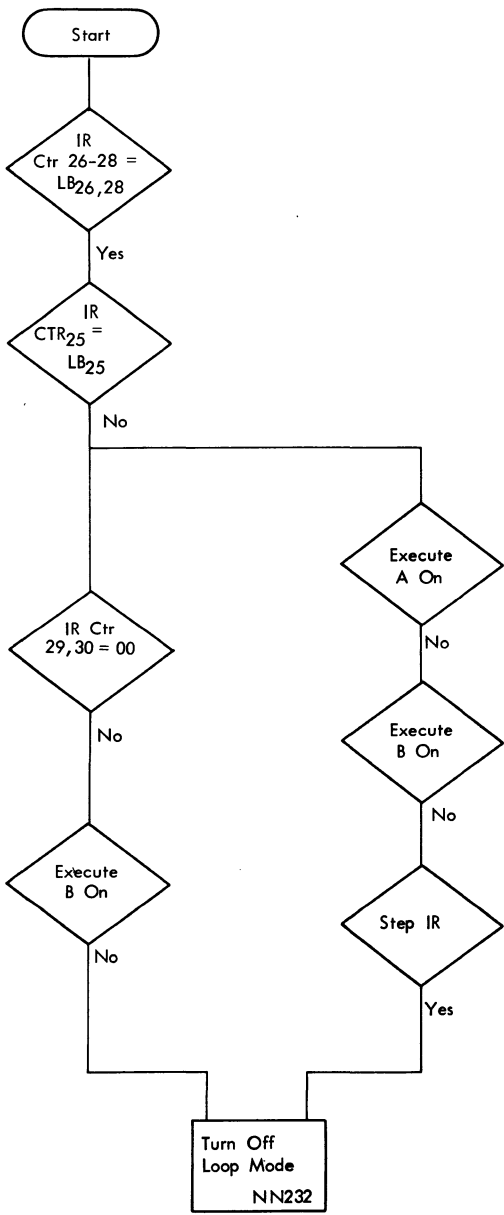 Start
IR
Ctr 26-28 =
LB26,28
Yes
IR
CTR25 =
LB25
No
Execute
A On
No
IR Ctr
29,30 = 00
No
Execute
B On
No
Execute
B On
No
Step IR
Yes
Turn Off
Loop Mode
NN232